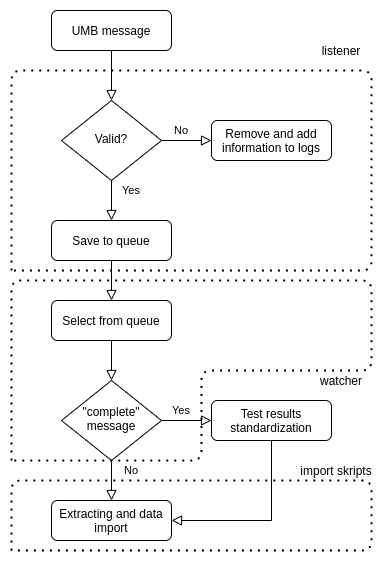 UMB message
listener
Valid?
No
Remove and add
information to logs
Yes
Save to queue
Select from queue
watcher
"complete"
message
Yes
Test results
standardization
No
import skripts
Extracting and data
import